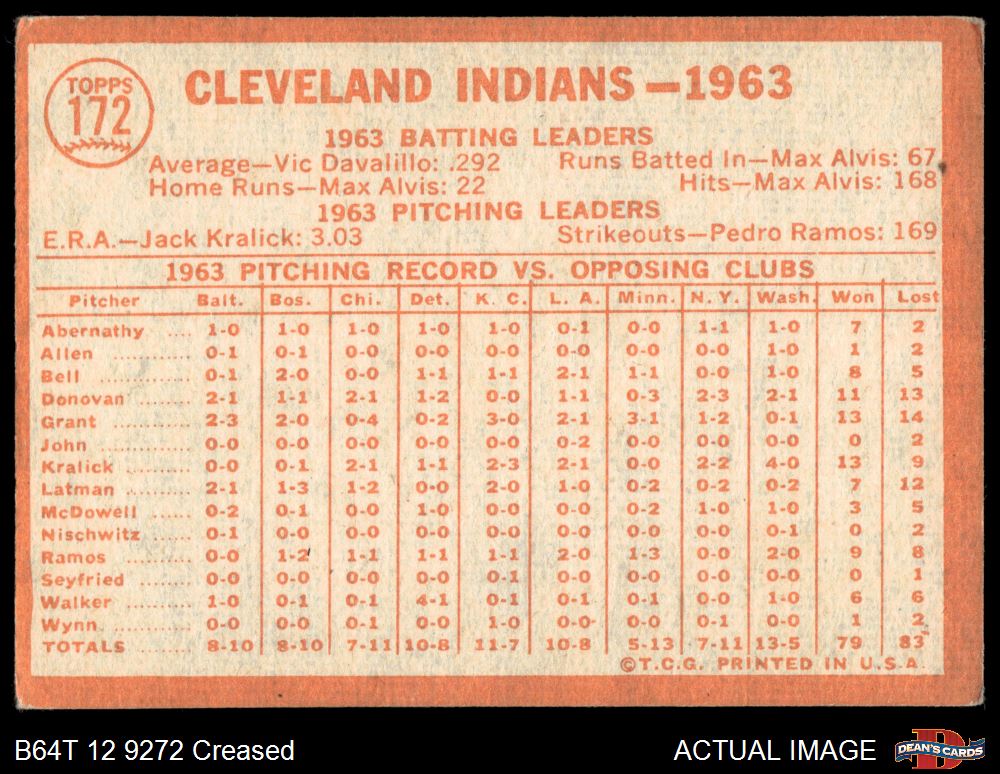 TOPPS
172
CLEVELAND INDIANS—1963
1963 BATTING LEADERS
Average—Vic Davalillo: .292 Runs Batted In—Max Alvis: 67
Home Runs—Max Alvis: 22 Hits—Max Alvis: 168
1963 PITCHING LEADERS
E.R.A.—Jack Kralick: 3.03 Strikeouts—Pedro Ramos: 169
1963 PITCHING RECORD VS. OPPOSING CLUBS
Pitcher Balt. Bos. Chi. Det. K. C. L. A. Minn. N. Y. Wash. Won Lost
Abernathy .... 1-0 1-0 1-0 1-0 1-0 0-1 0-0 1-1 1-0 7 2
Allen ............ 0-1 0-1 0-0 0-0 0-0 0-0 0-0 0-0 1-0 1 2
Bell .............. 0-1 2-0 0-0 1-1 1-1 2-1 1-1 0-0 1-0 8 5
Donovan ........ 2-1 1-1 2-1 1-2 0-0 1-1 0-3 2-3 2-1 11 13
Grant ............ 2-3 2-0 0-4 0-2 3-0 2-1 3-1 1-2 0-1 13 14
John ............. 0-0 0-0 0-0 0-0 0-0 0-2 0-0 0-0 0-0 0 2
Kralick .......... 0-0 0-1 2-1 1-1 2-3 2-1 0-0 2-2 4-0 13 9
Latman .......... 2-1 1-3 1-2 0-0 2-0 1-0 0-2 0-2 0-2 7 12
McDowell ...... 0-2 0-1 0-0 1-0 0-0 0-0 0-2 1-0 1-0 3 5
Nischwitz ...... 0-1 0-0 0-0 0-0 0-0 0-0 0-0 0-0 0-1 0 2
Ramos .......... 0-0 1-2 1-1 1-1 1-1 2-0 1-3 0-0 2-0 9 8
Seyfried ........ 0-0 0-0 0-0 0-0 0-1 0-0 0-0 0-0 0-0 0 1
Walker .......... 1-0 0-1 0-1 4-1 0-1 0-1 0-1 0-0 1-0 6 6
Wynn ............ 0-0 0-0 0-1 0-0 1-0 0-0 0-0 0-1 0-0 1 2
TOTALS 8-10 8-10 7-11 10-8 11-7 10-8 5-13 7-11 13-5 79 83
©T.C.G. PRINTED IN U.S.A.
B64T 12 9272 Creased ACTUAL IMAGE
D
DEAN'S CARDS